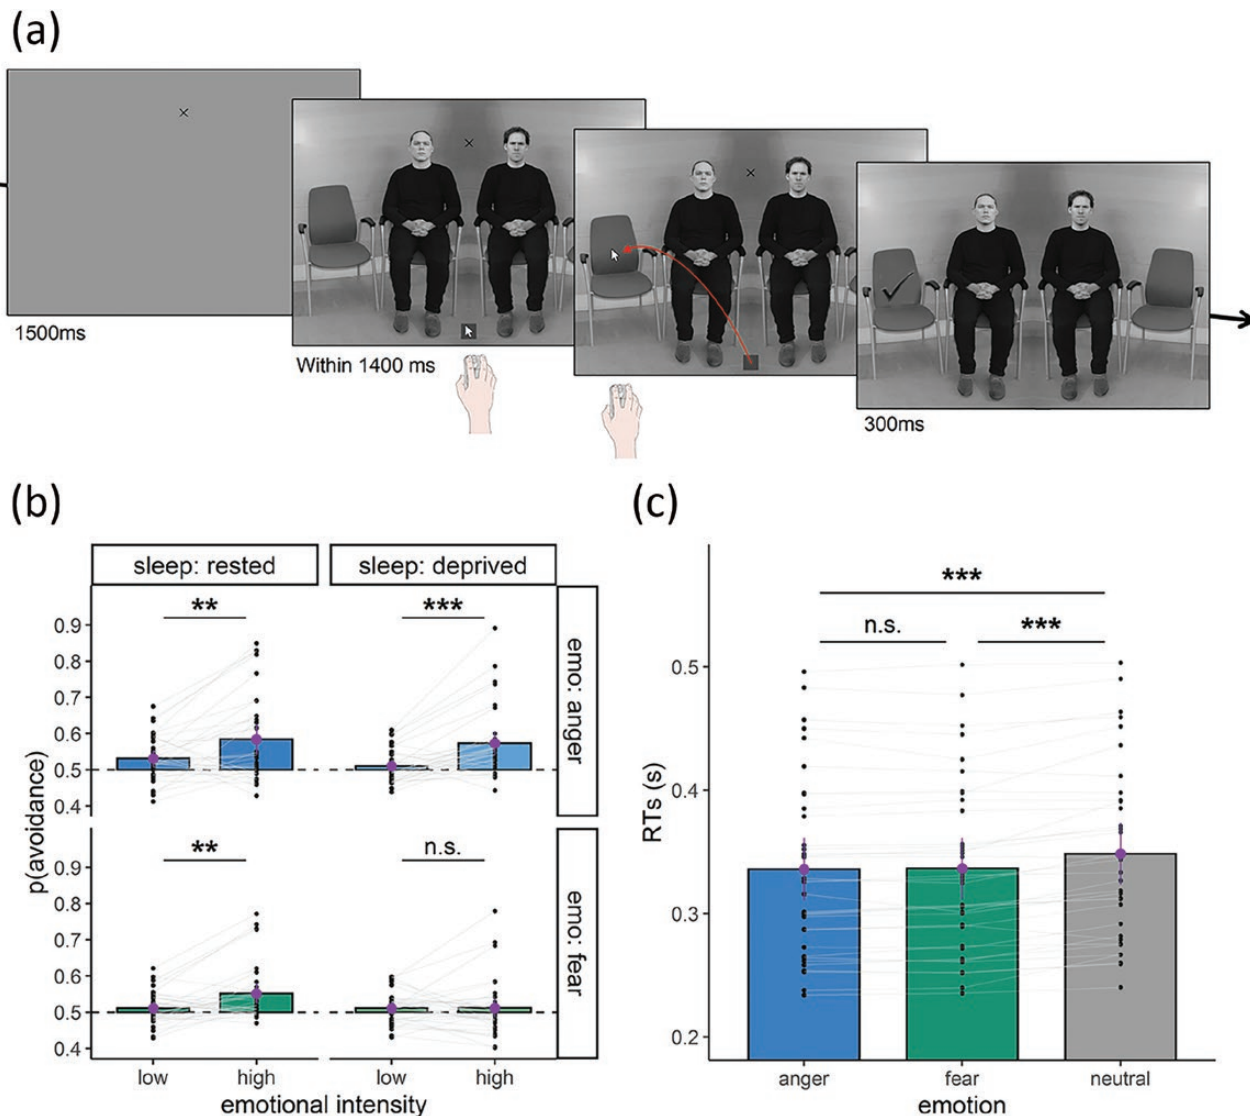 (a)
1500ms
Within 1400 ms
300ms
(b)
sleep: rested
sleep: deprived
**
***
0.9
0.8
0.7
0.6
0.5
0.4
emo: anger
p(avoidance)
**
n.s.
0.9
0.8
0.7
0.6
0.5
0.4
emo: fear
low
high
low
high
emotional intensity
(c)
***
n.s.
***
0.5
0.4
0.3
0.2
RTs (s)
anger
fear
neutral
emotion